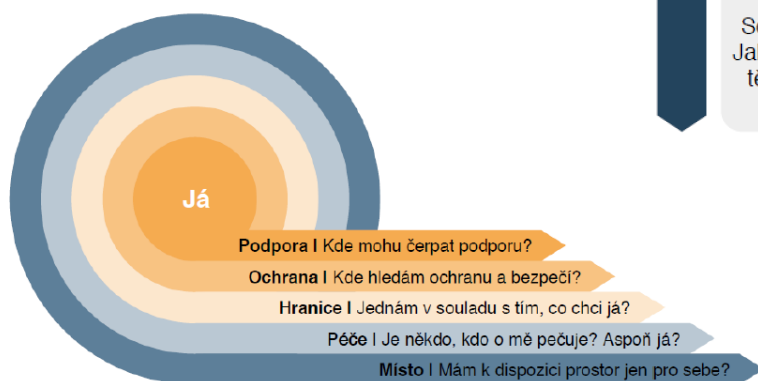 Já
Podpora | Kde mohu čerpat podporu?
Ochrana | Kde hledám ochranu a bezpečí?
Hranice | Jednám v souladu s tím, co chci já?
Péče | Je někdo, kdo o mě pečuje? Aspoň já?
Místo | Mám k dispozici prostor jen pro sebe?